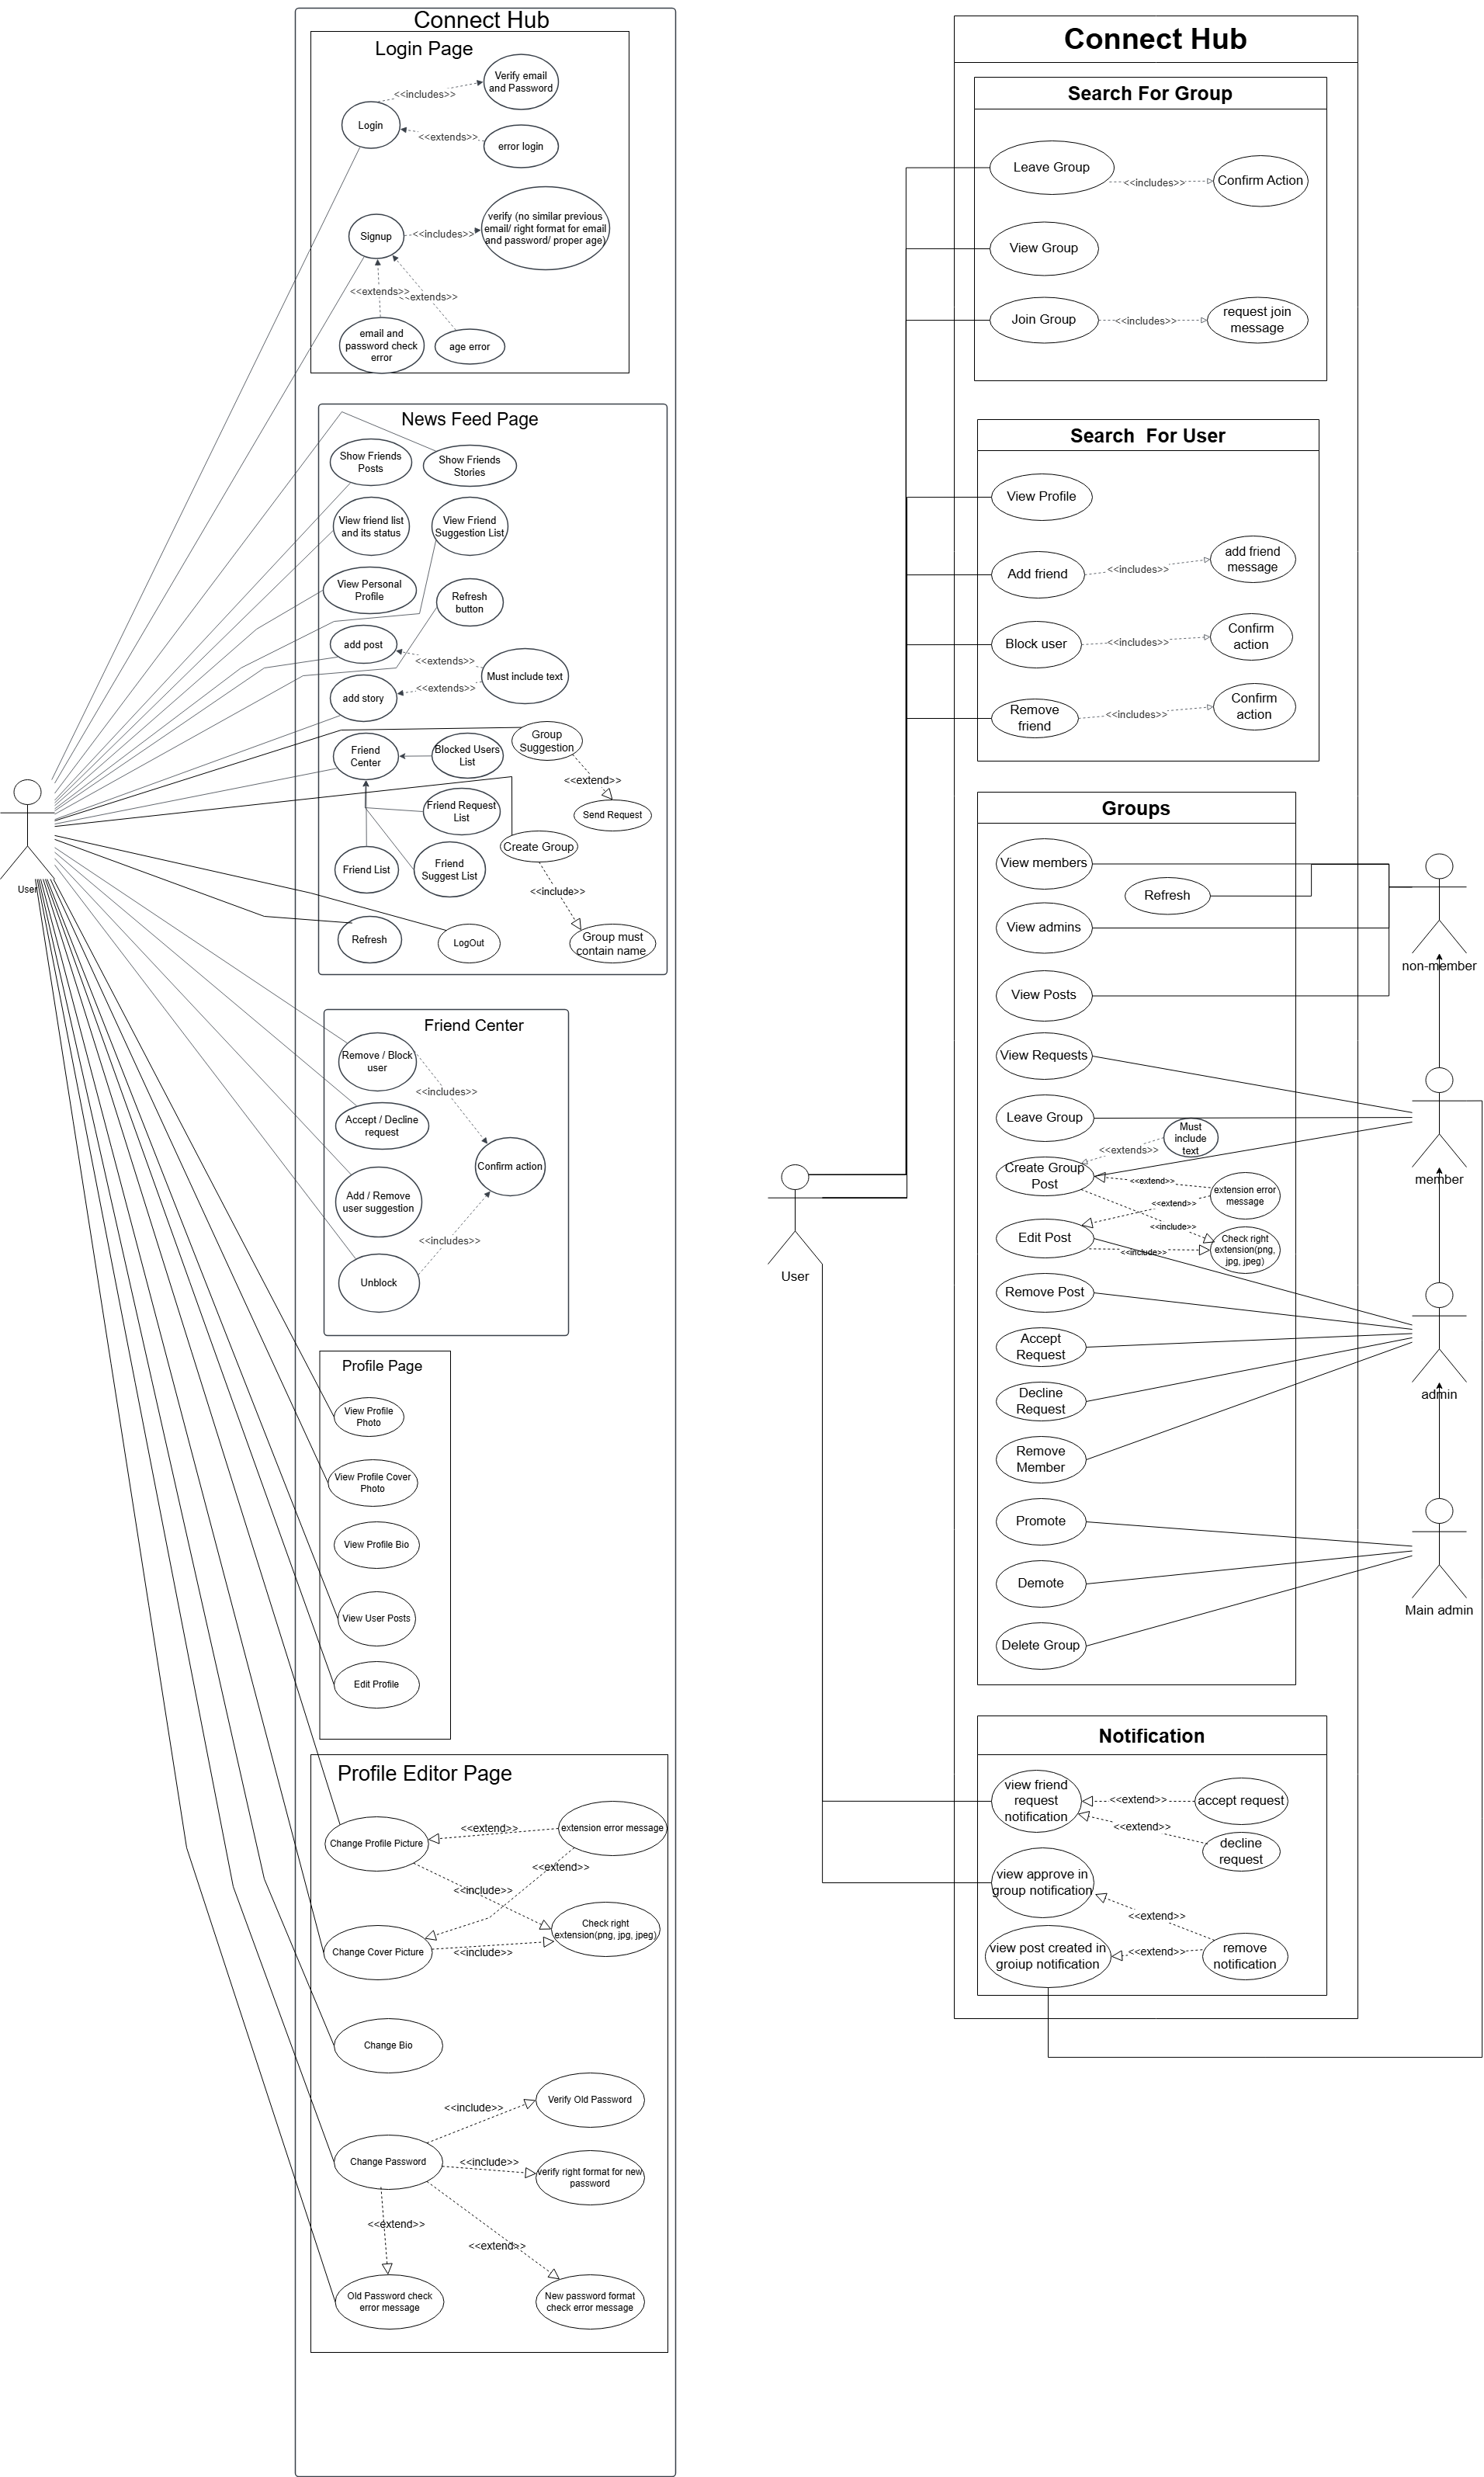 Connect Hub
Login Page
Verify email
and Password
<<includes>>
Login
<<extends>>
error login
verify (no similar previous
email/ right format for email
and password/ proper age)
Signup
<<includes>>
<<extends>>
<<extends>>
email and
password check
error
age error
News Feed Page
Show Friends
Posts
Show Friends
Stories
View friend list
and its status
View Friend
Suggestion List
View Personal
Profile
Refresh
button
add post
<<extends>>
Must include text
add story
<<extends>>
Group
Suggestion
Friend
Center
Blocked Users
List
<<extend>>
Friend Request
List
Send Request
Create Group
Friend List
Friend
Suggest List
<<include>>
Refresh
LogOut
Group must
contain name
User
Friend Center
Remove / Block
user
<<includes>>
Accept / Decline
request
Confirm action
Add / Remove
user suggestion
<<includes>>
Unblock
Profile Page
View Profile
Photo
View Profile Cover
Photo
View Profile Bio
View User Posts
Edit Profile
Profile Editor Page
Change Profile Picture
<<extend>>
extension error message
<<extend>>
<<include>>
Check right
extension(png, jpg, jpeg)
Change Cover Picture
<<include>>
Change Bio
Verify Old Password
<<include>>
Change Password
<<include>>
verify right format for new
password
<<extend>>
<<extend>>
Old Password check
error message
New password format
check error message
Connect Hub
Search For Group
Leave Group
<<includes>>
Confirm Action
View Group
Join Group
<<includes>>
request join
message
Search  For User
View Profile
Add friend
<<includes>>
add friend
message
Block user
<<includes>>
Confirm
action
Remove
friend
<<includes>>
Confirm
action
Groups
View members
Refresh
View admins
non-member
View Posts
View Requests
Leave Group
Must
include
text
<<extends>>
Create Group
Post
<<extend>>
extension error
message
<<extend>>
<<include>>
Edit Post
<<include>>
Check right
extension(png,
jpg, jpeg)
member
User
Remove Post
Accept
Request
Decline
Request
admin
Remove
Member
Promote
Demote
Main admin
Delete Group
Notification
view friend
request
notification
<<extend>>
accept request
<<extend>>
decline
request
view approve in
group notification
<<extend>>
view post created in
groiup notification
<<extend>>
remove
notification